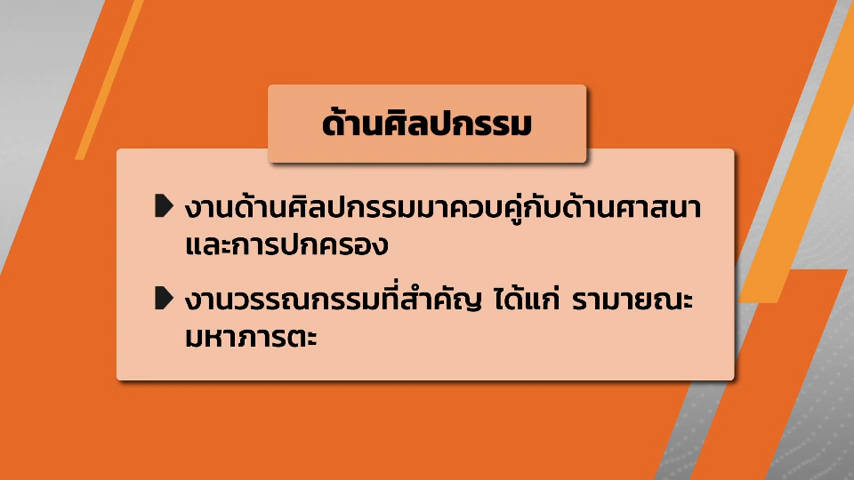 ด้านศิลปกรรม
งานด้านศิลปกรรมมาควบคู่กับด้านศาสนา
และการปกครอง
งานวรรณกรรมที่สำคัญ ได้แก่ รามายณะ
มหาภารตะ